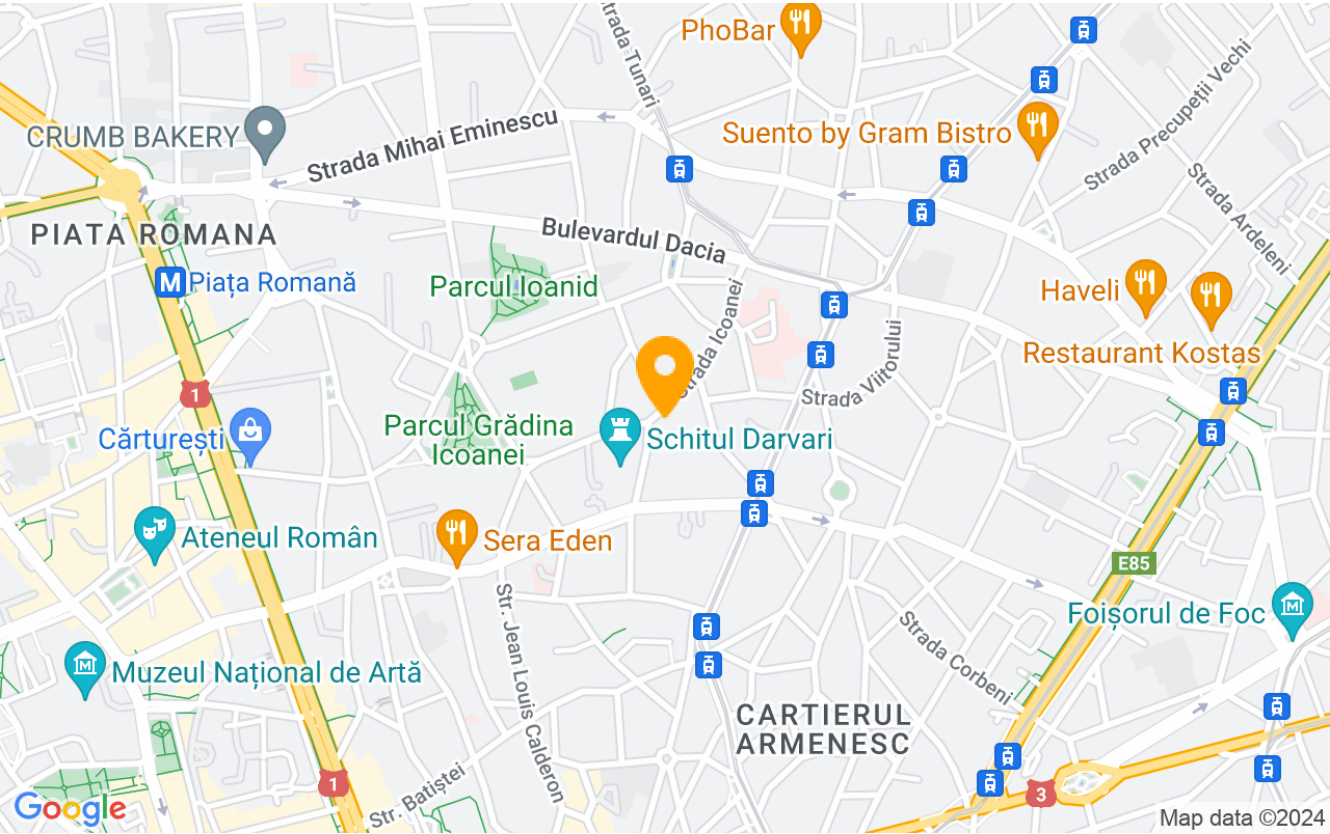 PhoBar
Strada Tunari
CRUMB BAKERY
Strada Mihai Eminescu
Suento by Gram Bistro
Strada Precupeții Vechi
Strada Ardeleni
PIATA ROMANA
Bulevardul Dacia
M
Piața Romană
Parcul Ioanid
Strada Icoanei
Haveli
Restaurant Kostas
Strada Viitorului
1
Cărturești
Parcul Grădina
Icoanei
Schitul Darvari
Ateneul Român
Sera Eden
E85
Foișorul de Foc
Str. Jean Louis Calderon
Strada Corbeni
M
Muzeul Național de Artă
CARTIERUL
ARMENESC
1
Str. Batiștei
3
Google
Map data ©2024